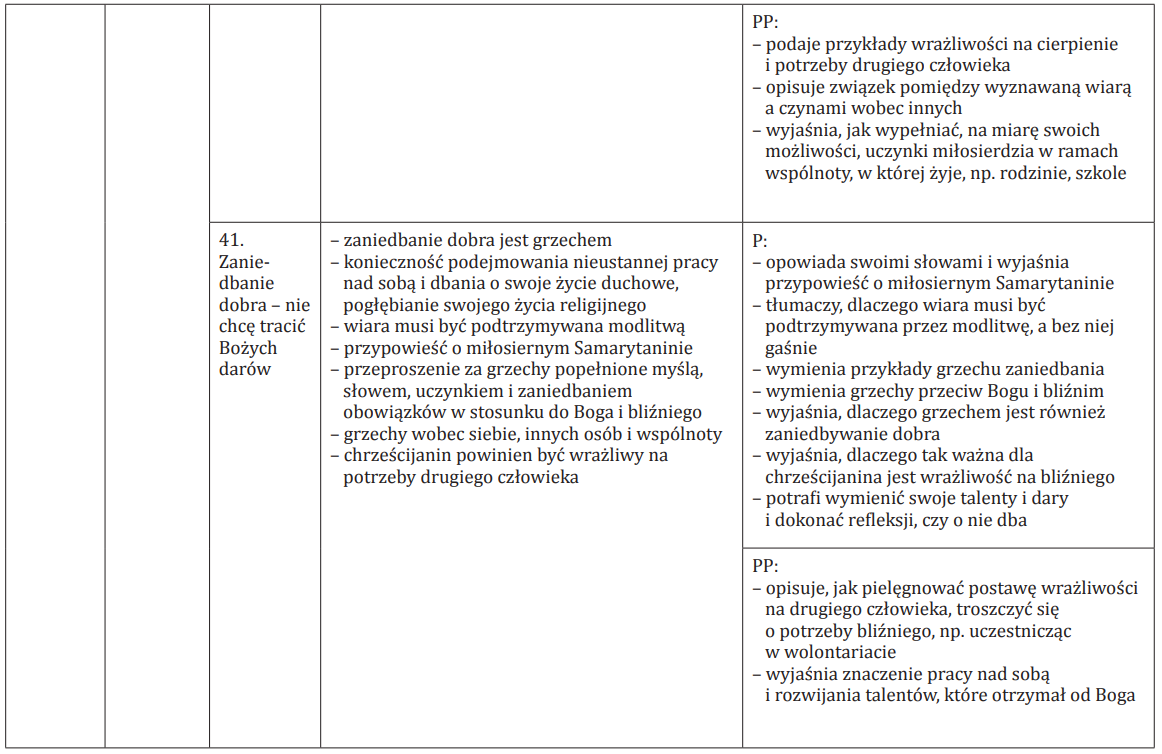 PP:
– podaje przykłady wrażliwości na cierpienie
i potrzeby drugiego człowieka
– opisuje związek pomiędzy wyznawaną wiarą
a czynami wobec innych
– wyjaśnia, jak wypełniać, na miarę swoich
możliwości, uczynki miłosierdzia w ramach
wspólnoty, w której żyje, np. rodzinie, szkole
41.
Zanie-
dbanie
dobra – nie
chcę tracić
Bożych
darów
– zaniedbanie dobra jest grzechem
– konieczność podejmowania nieustannej pracy
nad sobą i dbania o swoje życie duchowe,
pogłębianie swojego życia religijnego
– wiara musi być podtrzymywana modlitwą
– przypowieść o miłosiernym Samarytaninie
– przeproszenie za grzechy popełnione myślą,
słowem, uczynkiem i zaniedbaniem
obowiązków w stosunku do Boga i bliźniego
– grzechy wobec siebie, innych osób i wspólnoty
– chrześcijanin powinien być wrażliwy na
potrzeby drugiego człowieka
P:
– opowiada swoimi słowami i wyjaśnia
przypowieść o miłosiernym Samarytaninie
– tłumaczy, dlaczego wiara musi być
podtrzymywana przez modlitwę, a bez niej
gaśnie
– wymienia przykłady grzechu zaniedbania
– wymienia grzechy przeciw Bogu i bliźnim
– wyjaśnia, dlaczego grzechem jest również
zaniedbywanie dobra
– wyjaśnia, dlaczego tak ważna dla
chrześcijanina jest wrażliwość na bliźniego
– potrafi wymienić swoje talenty i dary
i dokonać refleksji, czy o nie dba
PP:
– opisuje, jak pielęgnować postawę wrażliwości
na drugiego człowieka, troszczyć się
o potrzeby bliźniego, np. uczestnicząc
w wolontariacie
– wyjaśnia znaczenie pracy nad sobą
i rozwijania talentów, które otrzymał od Boga